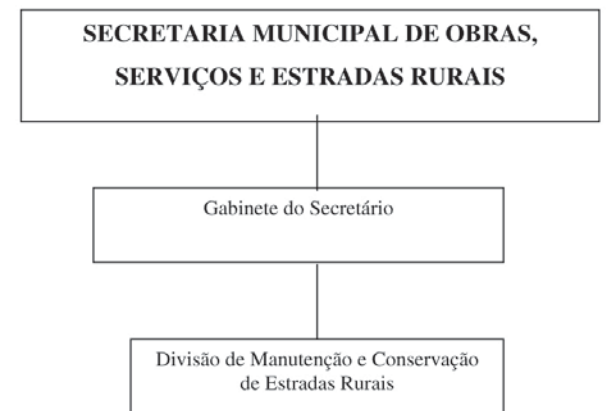 SECRETARIA MUNICIPAL DE OBRAS,
SERVIÇOS E ESTRADAS RURAIS
Gabinete do Secretário
Divisão de Manutenção e Conservação
de Estradas Rurais